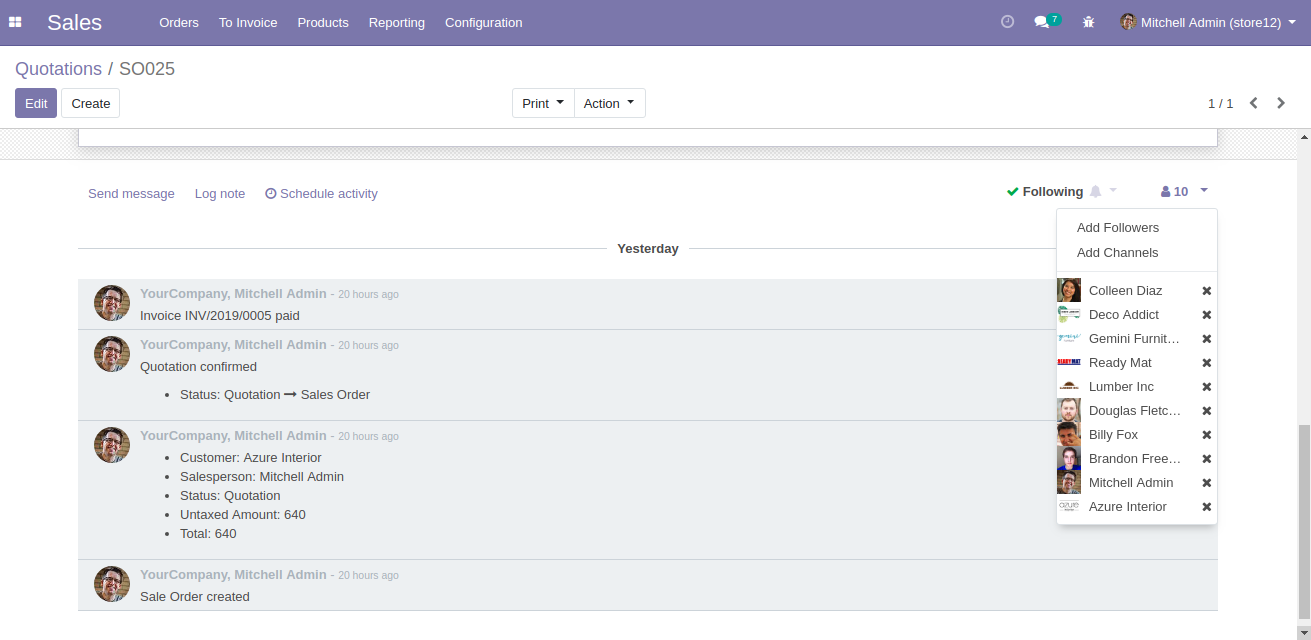 Sales Orders To Invoice Products Reporting Configuration 7 Mitchell Admin (store12)
Quotations / SO025
Edit Create Print Action 1 / 1
Send message Log note Schedule activity Following 10
Add Followers
Add Channels
Yesterday
YourCompany, Mitchell Admin - 20 hours ago
Invoice INV/2019/0005 paid
YourCompany, Mitchell Admin - 20 hours ago
Quotation confirmed
• Status: Quotation → Sales Order
YourCompany, Mitchell Admin - 20 hours ago
• Customer: Azure Interior
• Salesperson: Mitchell Admin
• Status: Quotation
• Untaxed Amount: 640
• Total: 640
YourCompany, Mitchell Admin - 20 hours ago
Sale Order created
Colleen Diaz
Deco Addict
Gemini Furnit…
READY MAT Ready Mat
Lumber Inc
Douglas Fletc…
Billy Fox
Brandon Free…
Mitchell Admin
azure Azure Interior